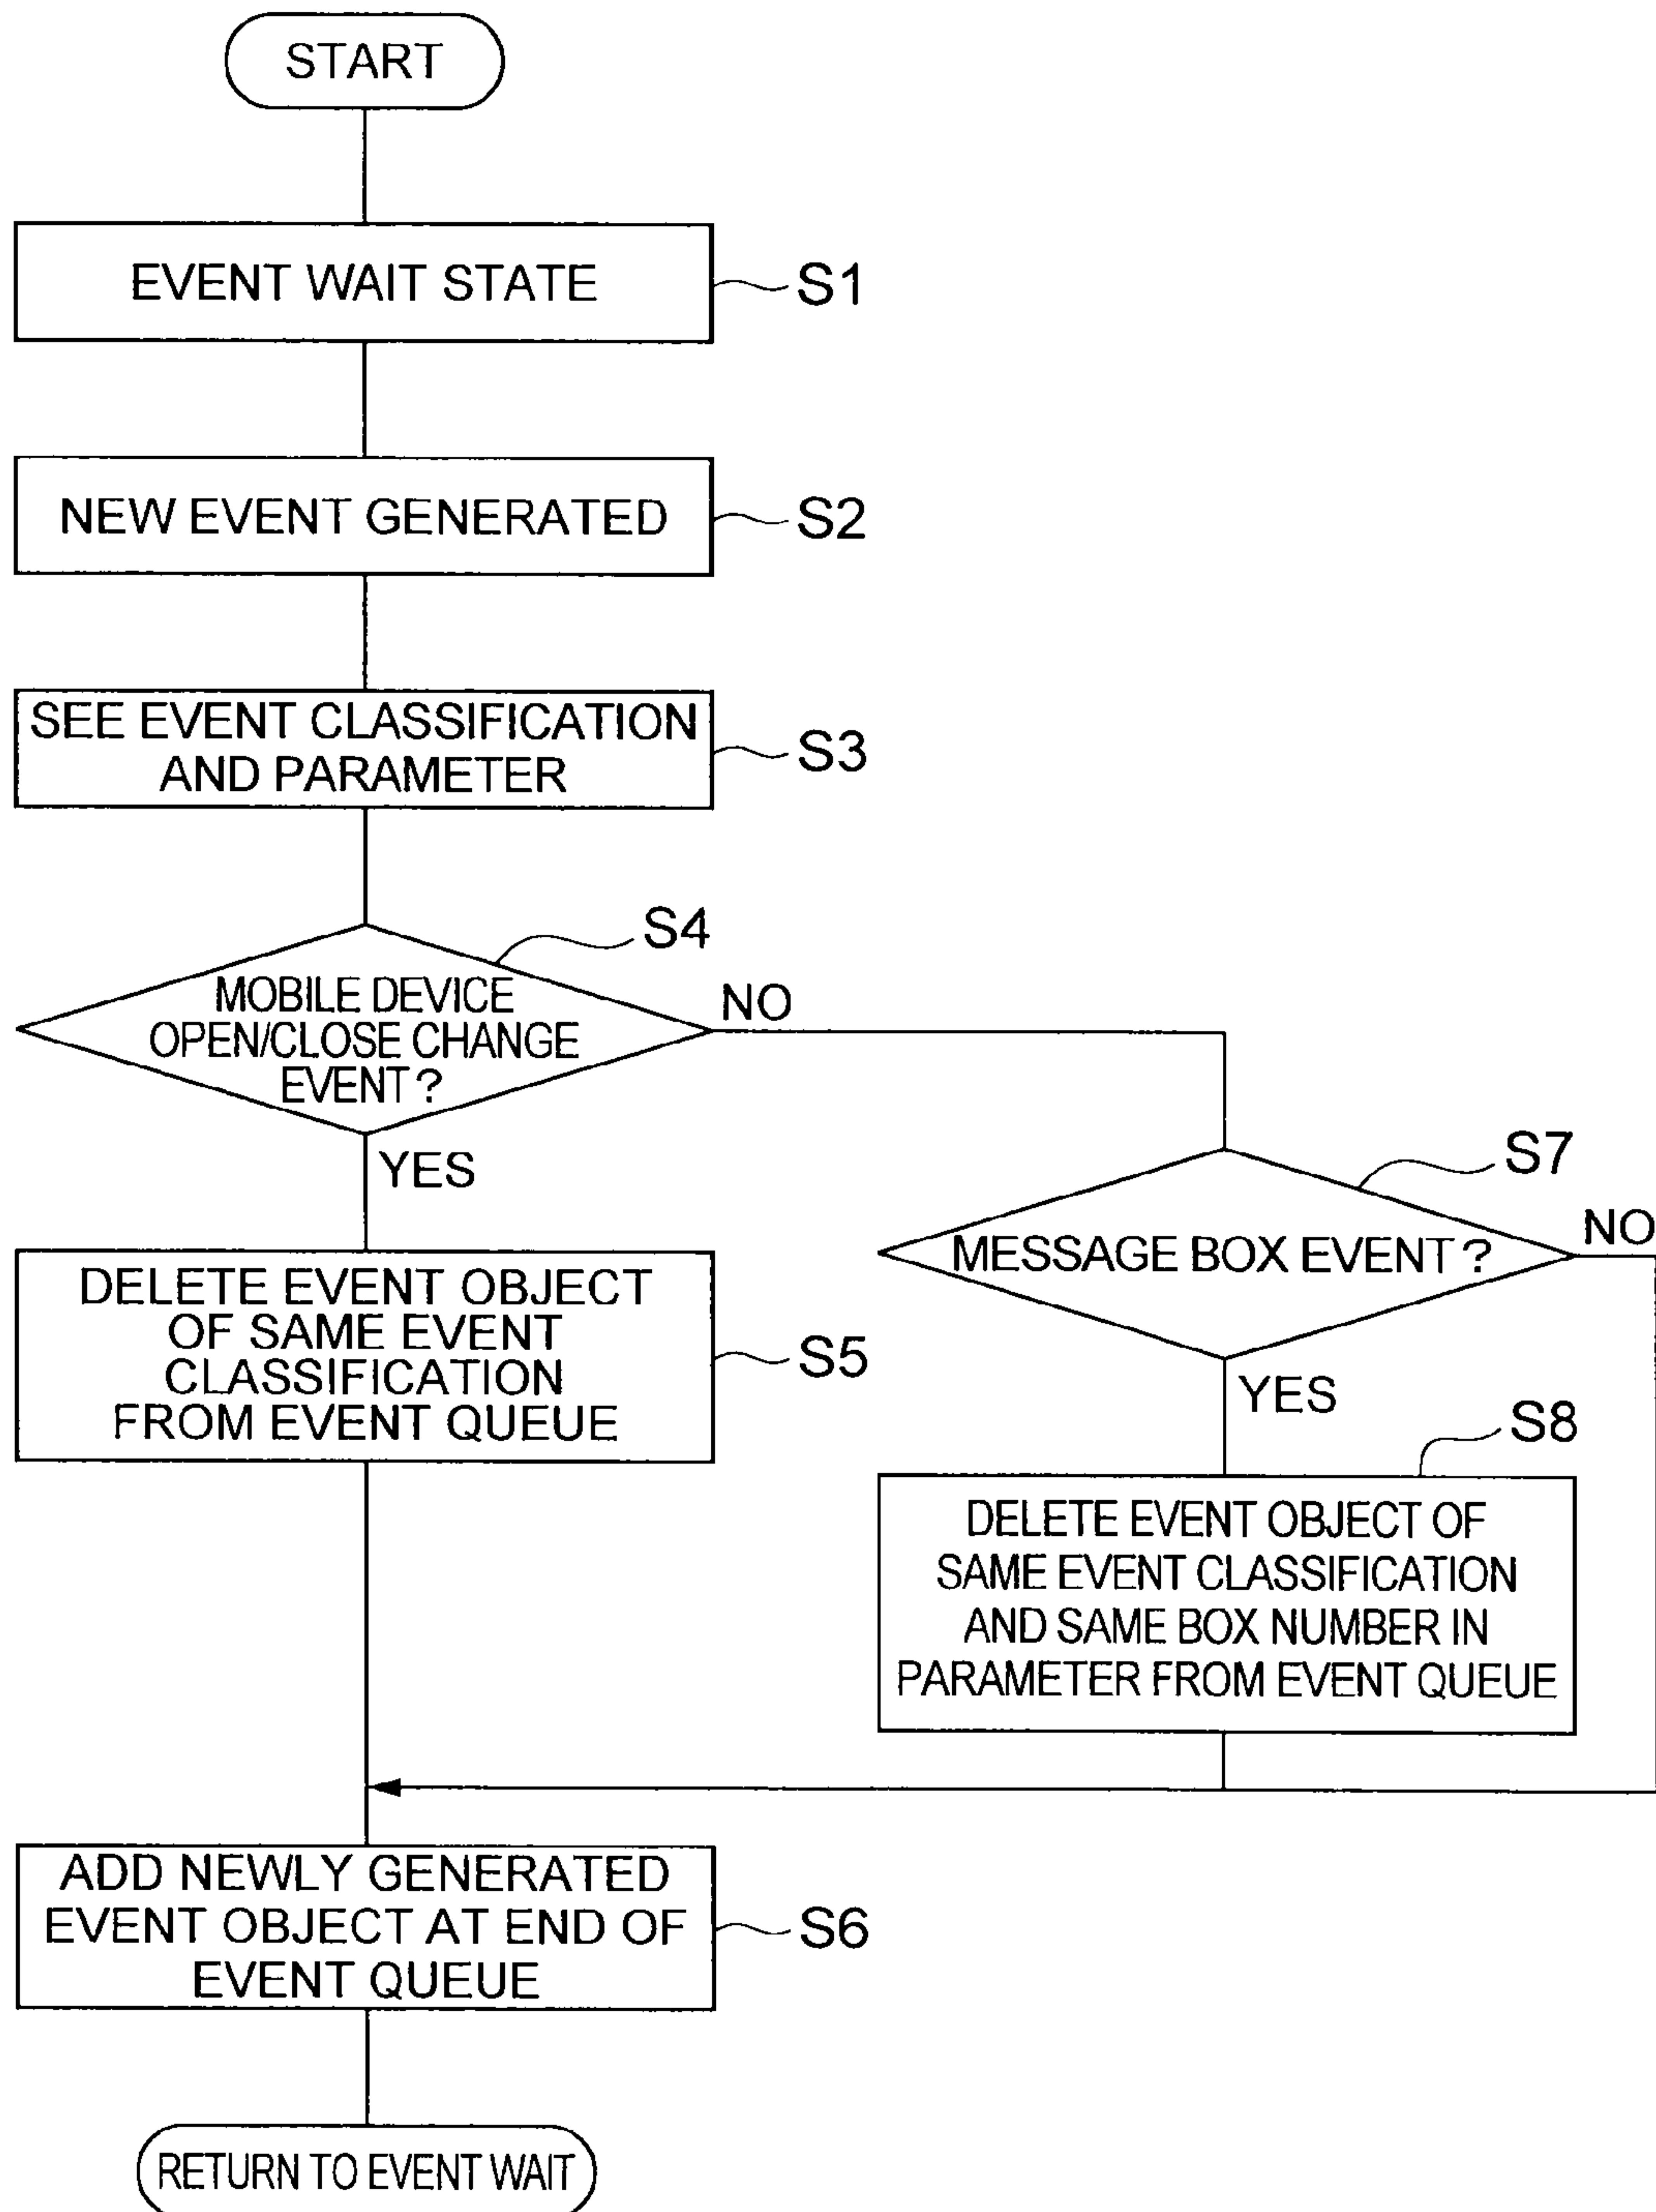 START
EVENT WAIT STATE
S1
NEW EVENT GENERATED
S2
SEE EVENT CLASSIFICATION
AND PARAMETER
S3
S4
MOBILE DEVICE
OPEN/CLOSE CHANGE
EVENT?
NO
YES
S7
MESSAGE BOX EVENT?
NO
YES
DELETE EVENT OBJECT
OF SAME EVENT
CLASSIFICATION
FROM EVENT QUEUE
S5
S8
DELETE EVENT OBJECT OF
SAME EVENT CLASSIFICATION
AND SAME BOX NUMBER IN
PARAMETER FROM EVENT QUEUE
ADD NEWLY GENERATED
EVENT OBJECT AT END OF
EVENT QUEUE
S6
RETURN TO EVENT WAIT